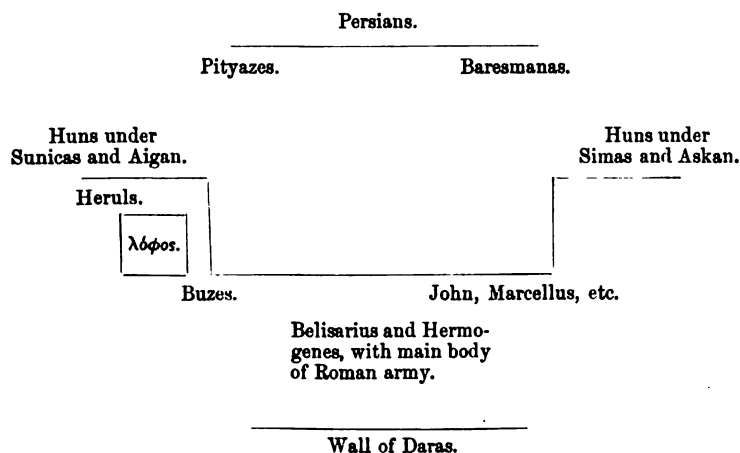 Persians.
Pityazes. Baresmanas.
Huns under
Sunicas and Aigan.
Huns under
Simas and Askan.
Heruls.
λόφος.
Buzes. John, Marcellus, etc.
Belisarius and Hermo-
genes, with main body
of Roman army.
Wall of Daras.